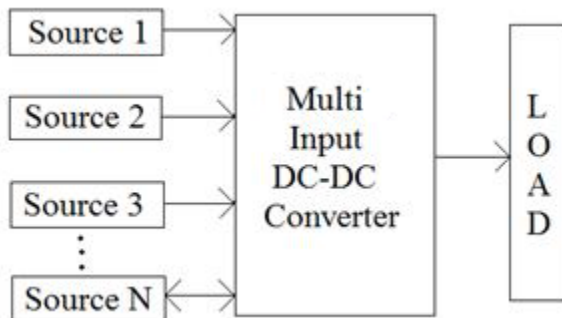 Source 1
Source 2
Source 3
Source N
Multi
Input
DC-DC
Converter
L
O
A
D